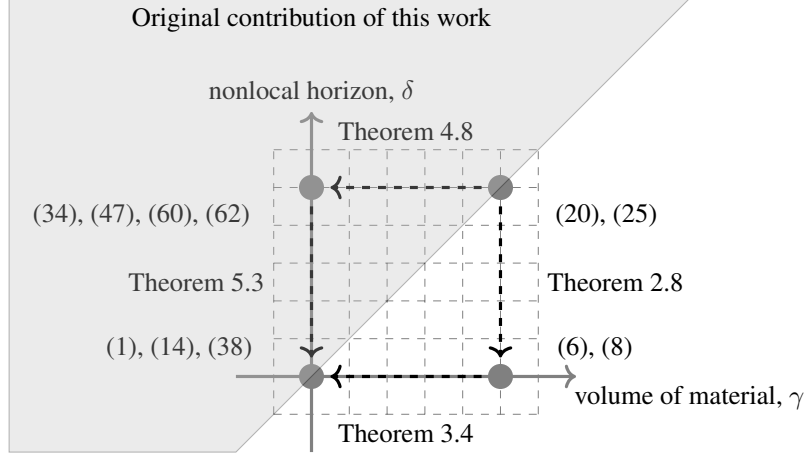 Original contribution of this work
nonlocal horizon, δ
Theorem 4.8
(34), (47), (60), (62)
(20), (25)
Theorem 5.3
Theorem 2.8
(1), (14), (38)
(6), (8)
volume of material, γ
Theorem 3.4